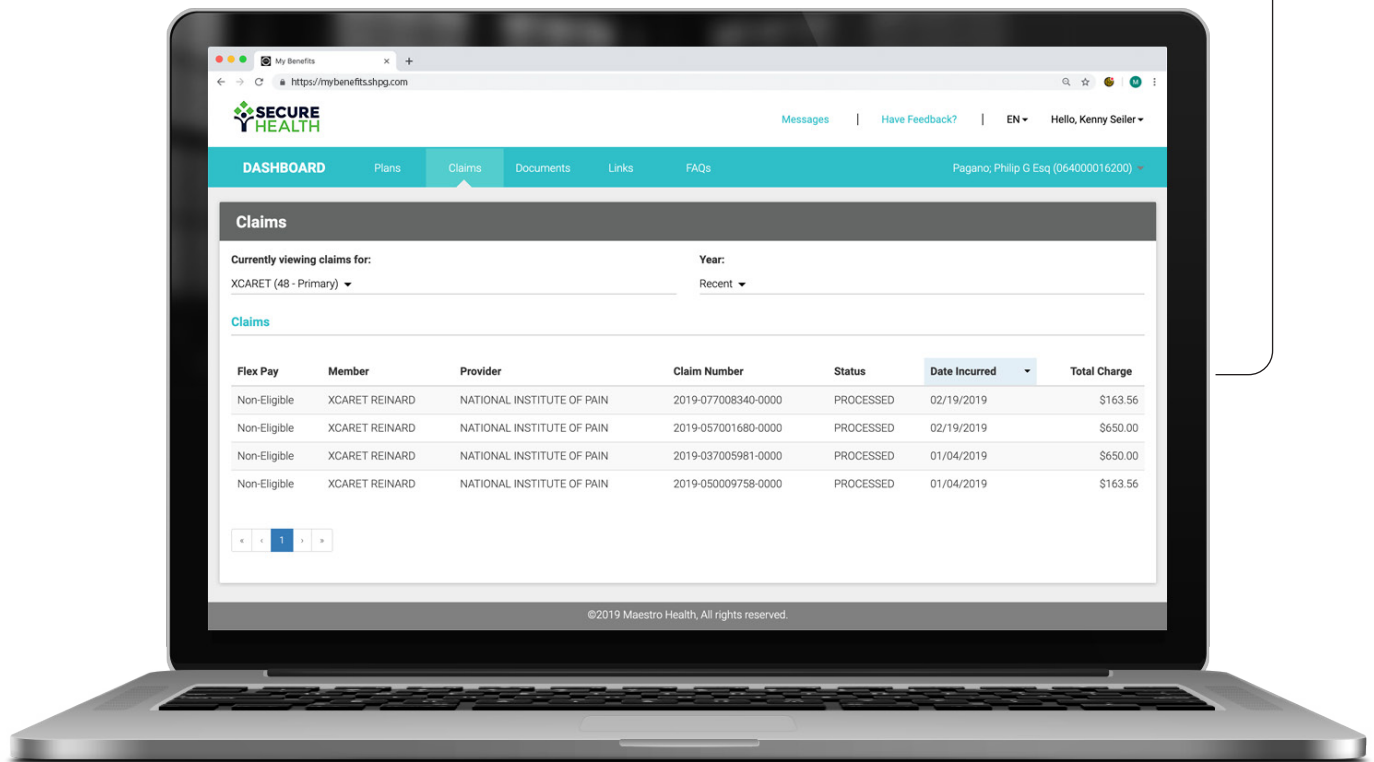 My Benefits
https://mybenefits.shpg.com
M
SECURE
HEALTH
Messages | Have Feedback? | EN Hello, Kenny Seiler
DASHBOARD Plans Claims Documents Links FAQs Pagano; Philip G Esq (064000016200)
Claims
Currently viewing claims for: Year:
XCARET (48 - Primary) Recent
Claims
Flex Pay Member Provider Claim Number Status Date Incurred Total Charge
Non-Eligible XCARET REINARD NATIONAL INSTITUTE OF PAIN 2019-077008340-0000 PROCESSED 02/19/2019 $163.56
Non-Eligible XCARET REINARD NATIONAL INSTITUTE OF PAIN 2019-057001680-0000 PROCESSED 02/19/2019 $650.00
Non-Eligible XCARET REINARD NATIONAL INSTITUTE OF PAIN 2019-037005981-0000 PROCESSED 01/04/2019 $650.00
Non-Eligible XCARET REINARD NATIONAL INSTITUTE OF PAIN 2019-050009758-0000 PROCESSED 01/04/2019 $163.56
« ‹ 1 › »
©2019 Maestro Health, All rights reserved.